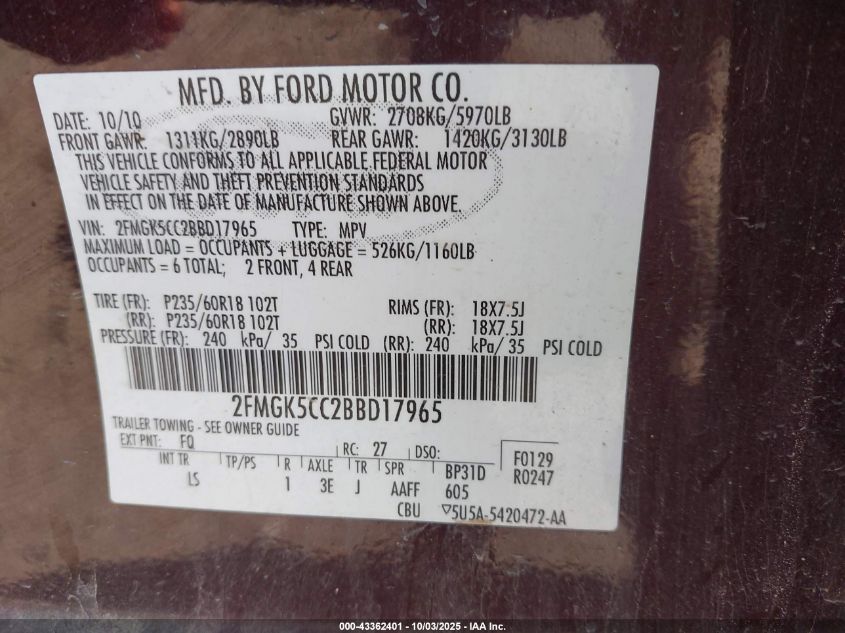 MFD. BY FORD MOTOR CO.
DATE: 10/10 GVWR: 2708KG/5970LB
FRONT GAWR: 1311KG/2890LB REAR GAWR: 1420KG/3130LB
THIS VEHICLE CONFORMS TO ALL APPLICABLE FEDERAL MOTOR
VEHICLE SAFETY AND THEFT PREVENTION STANDARDS
IN EFFECT ON THE DATE OF MANUFACTURE SHOWN ABOVE.
VIN: 2FMGK5CC2BBD17965 TYPE: MPV
MAXIMUM LOAD = OCCUPANTS + LUGGAGE = 526KG/1160LB
OCCUPANTS = 6 TOTAL; 2 FRONT, 4 REAR
TIRE (FR): P235/60R18 102T RIMS (FR): 18X7.5J
(RR): P235/60R18 102T (RR): 18X7.5J
PRESSURE (FR): 240 kPa/ 35 PSI COLD (RR): 240 kPa/ 35 PSI COLD
2FMGK5CC2BBD17965
TRAILER TOWING - SEE OWNER GUIDE
EXT PNT: FQ RC: 27 DSO: F0129
INT TR TP/PS R AXLE TR SPR BP31D R0247
LS 1 3E J AAFF 605
CBU ▽5U5A-5420472-AA
000-43362401 - 10/03/2025 - IAA Inc.